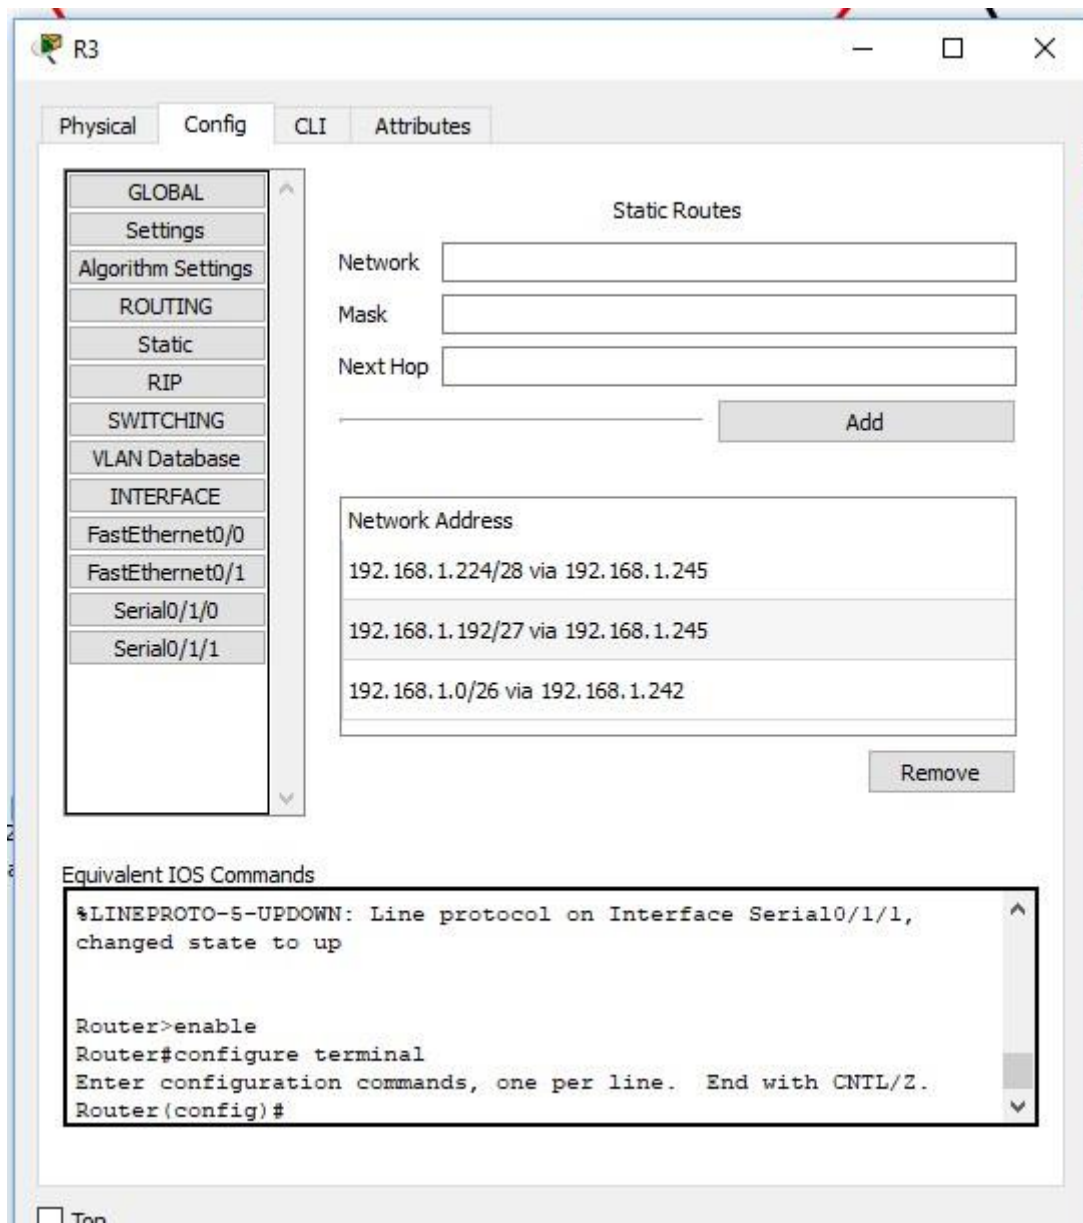 R3
Physical Config CLI Attributes
GLOBAL
Settings
Algorithm Settings
ROUTING
Static
RIP
SWITCHING
VLAN Database
INTERFACE
FastEthernet0/0
FastEthernet0/1
Serial0/1/0
Serial0/1/1
Static Routes
Network
Mask
Next Hop
Add
Network Address
192.168.1.224/28 via 192.168.1.245
192.168.1.192/27 via 192.168.1.245
192.168.1.0/26 via 192.168.1.242
Remove
Equivalent IOS Commands
%LINEPROTO-5-UPDOWN: Line protocol on Interface Serial0/1/1,
changed state to up
Router>enable
Router#configure terminal
Enter configuration commands, one per line.  End with CNTL/Z.
Router(config)#
Top